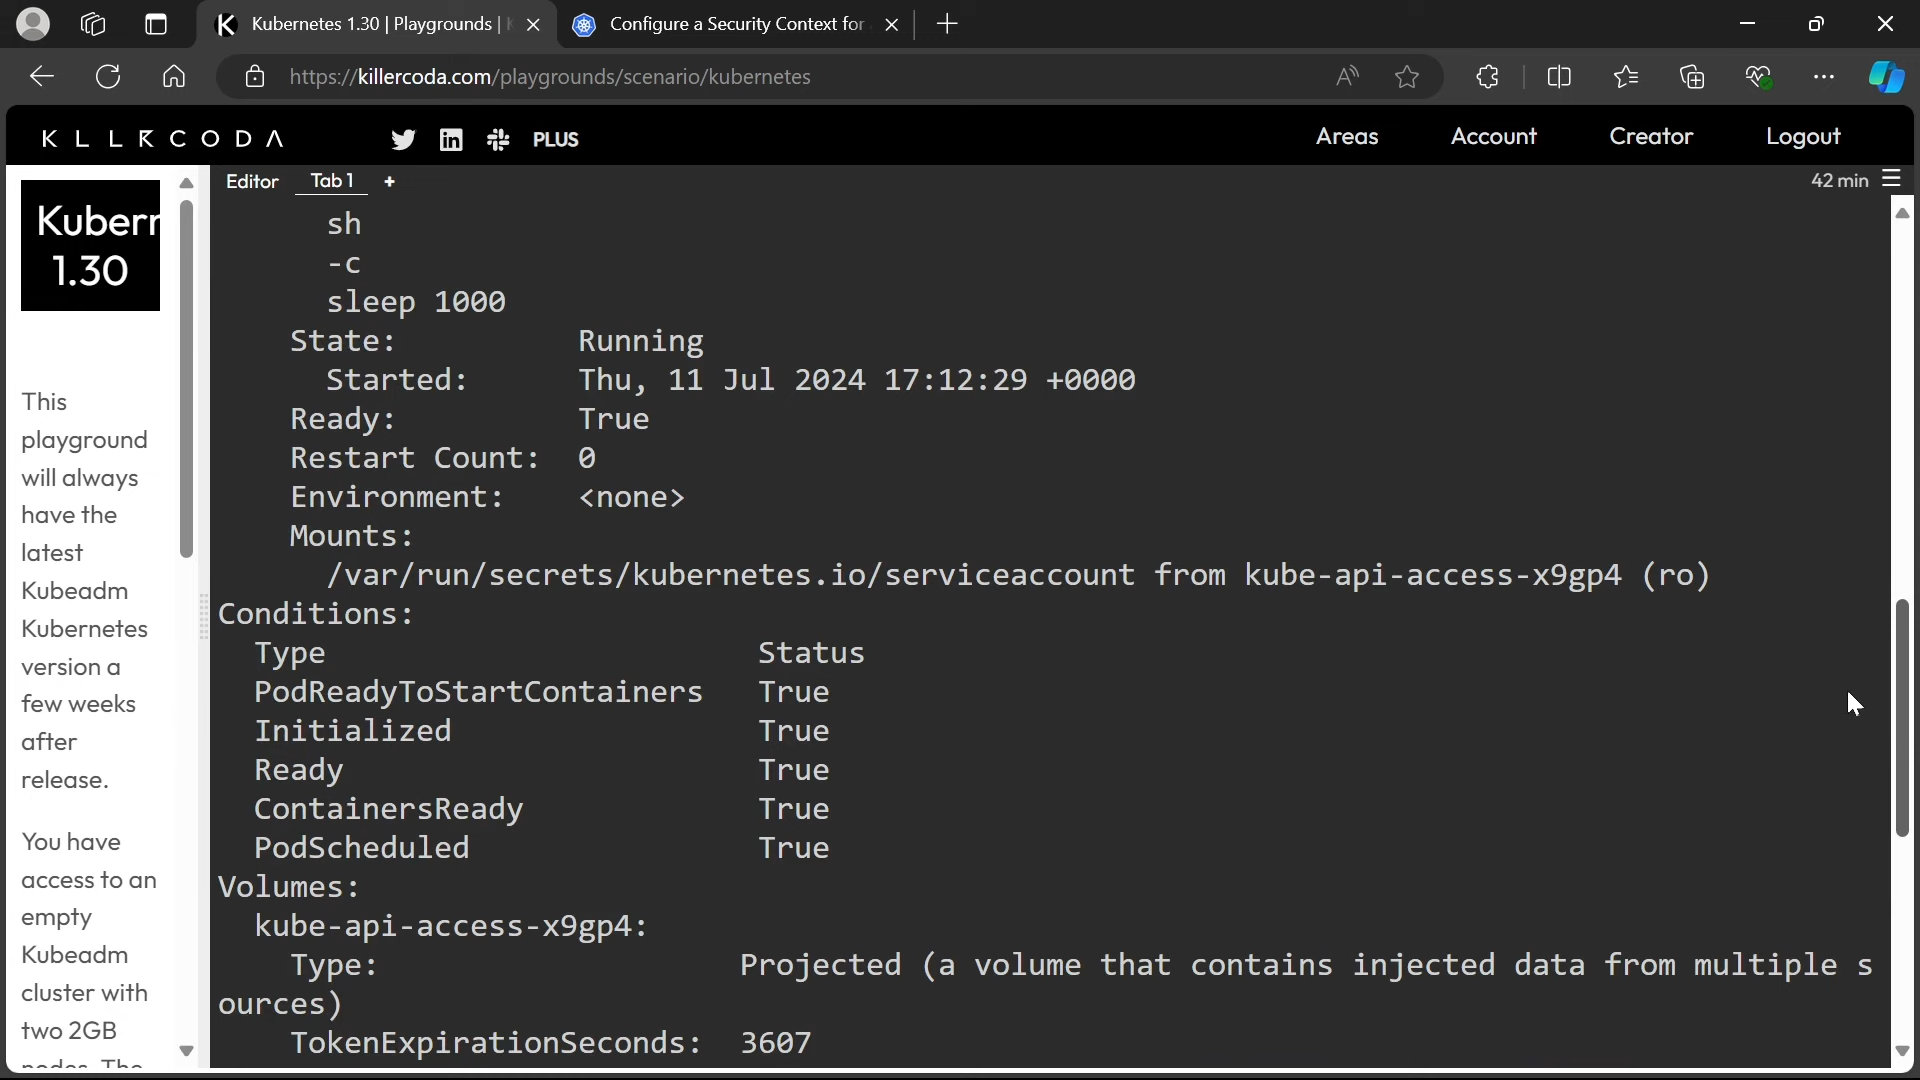 Kubernetes 1.30 | Playgrounds |
Configure a Security Context for
https://killercoda.com/playgrounds/scenario/kubernetes
KLLRCODA
PLUS
Areas
Account
Creator
Logout
Kubern
1.30
This
playground
will always
have the
latest
Kubeadm
Kubernetes
version a
few weeks
after
release.
You have
access to an
empty
Kubeadm
cluster with
two 2GB
nodes. The
Editor
Tab 1
+
42 min
sh
-c
sleep 1000
State: Running
Started: Thu, 11 Jul 2024 17:12:29 +0000
Ready: True
Restart Count: 0
Environment: <none>
Mounts:
/var/run/secrets/kubernetes.io/serviceaccount from kube-api-access-x9gp4 (ro)
Conditions:
Type Status
PodReadyToStartContainers True
Initialized True
Ready True
ContainersReady True
PodScheduled True
Volumes:
kube-api-access-x9gp4:
Type: Projected (a volume that contains injected data from multiple s
ources)
TokenExpirationSeconds: 3607